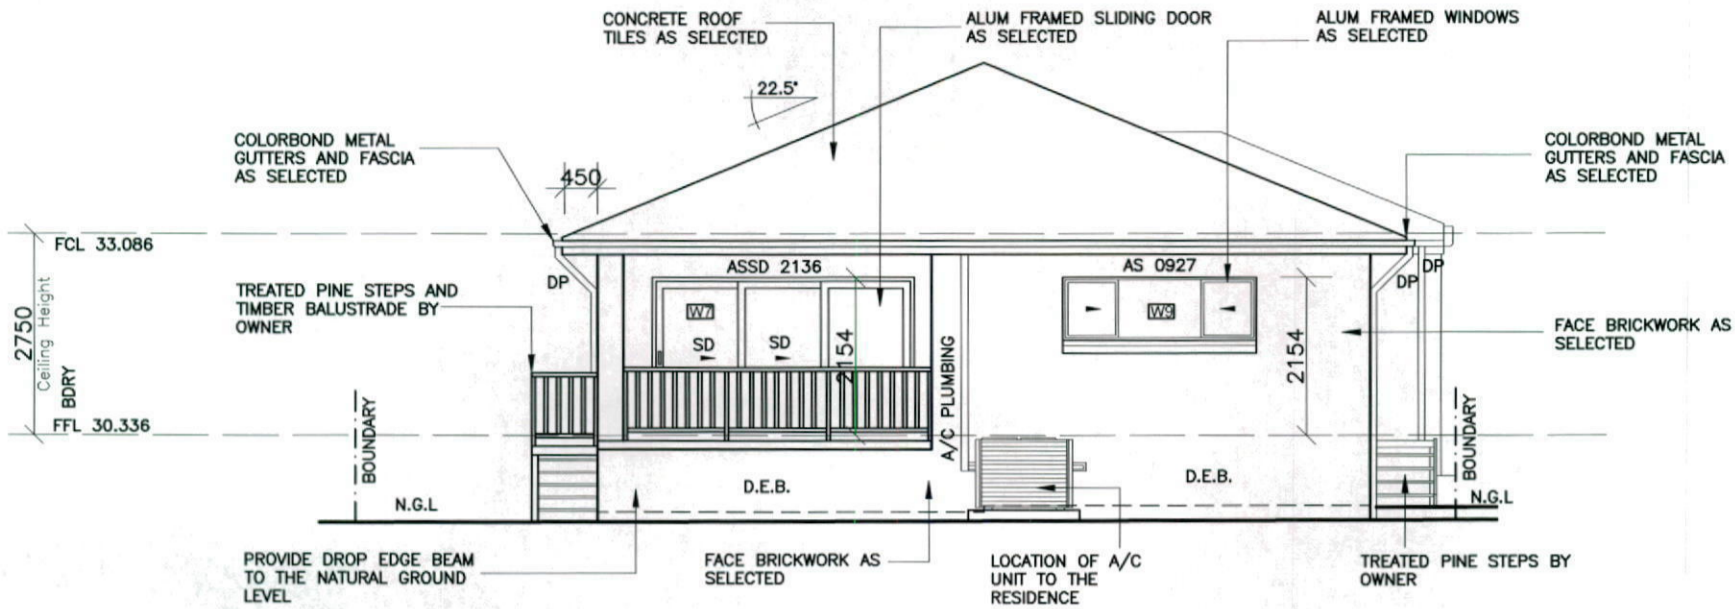 CONCRETE ROOF
TILES AS SELECTED
ALUM FRAMED SLIDING DOOR
AS SELECTED
ALUM FRAMED WINDOWS
AS SELECTED
22.5°
COLORBOND METAL
GUTTERS AND FASCIA
AS SELECTED
450
COLORBOND METAL
GUTTERS AND FASCIA
AS SELECTED
FCL 33.086
2750
Ceiling Height
BDRY
FFL 30.336
TREATED PINE STEPS AND
TIMBER BALUSTRADE BY
OWNER
DP
ASSD 2136
W7
SD
SD
2154
A/C PLUMBING
AS 0927
W9
2154
DP
DP
FACE BRICKWORK AS
SELECTED
BOUNDARY
BOUNDARY
N.G.L
D.E.B.
D.E.B.
N.G.L
PROVIDE DROP EDGE BEAM
TO THE NATURAL GROUND
LEVEL
FACE BRICKWORK AS
SELECTED
LOCATION OF A/C
UNIT TO THE
RESIDENCE
TREATED PINE STEPS BY
OWNER